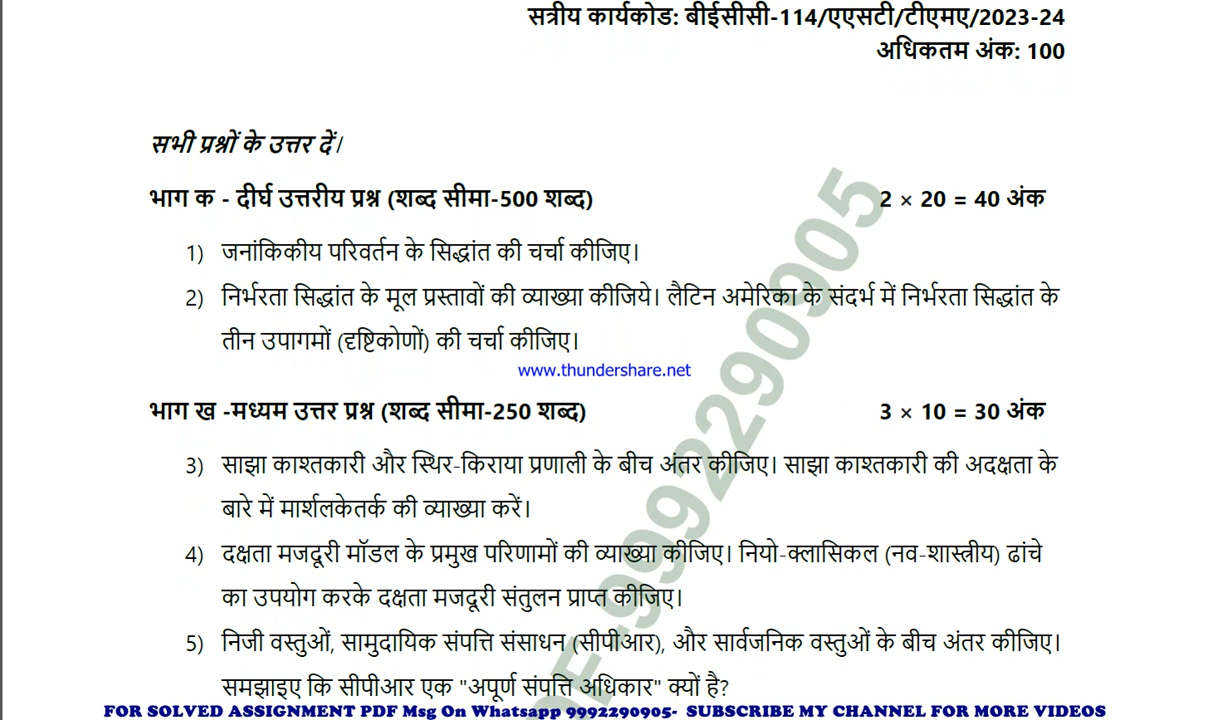 सत्रीय कार्यकोड: बीईसीसी-114/एएसटी/टीएमए/2023-24
अधिकतम अंक: 100
सभी प्रश्नों के उत्तर दें।
भाग क - दीर्घ उत्तरीय प्रश्न (शब्द सीमा-500 शब्द) 2 × 20 = 40 अंक
1) जनांकिकीय परिवर्तन के सिद्धांत की चर्चा कीजिए।
2) निर्भरता सिद्धांत के मूल प्रस्तावों की व्याख्या कीजिये। लैटिन अमेरिका के संदर्भ में निर्भरता सिद्धांत के
तीन उपागमों (दृष्टिकोणों) की चर्चा कीजिए।
www.thundershare.net
भाग ख -मध्यम उत्तर प्रश्न (शब्द सीमा-250 शब्द) 3 × 10 = 30 अंक
3) साझा काश्तकारी और स्थिर-किराया प्रणाली के बीच अंतर कीजिए। साझा काश्तकारी की अदक्षता के
बारे में मार्शलकेतर्क की व्याख्या करें।
4) दक्षता मजदूरी मॉडल के प्रमुख परिणामों की व्याख्या कीजिए। नियो-क्लासिकल (नव-शास्त्रीय) ढांचे
का उपयोग करके दक्षता मजदूरी संतुलन प्राप्त कीजिए।
5) निजी वस्तुओं, सामुदायिक संपत्ति संसाधन (सीपीआर), और सार्वजनिक वस्तुओं के बीच अंतर कीजिए।
समझाइए कि सीपीआर एक "अपूर्ण संपत्ति अधिकार" क्यों है?
DF-9992290905
FOR SOLVED ASSIGNMENT PDF Msg On Whatsapp 9992290905- SUBSCRIBE MY CHANNEL FOR MORE VIDEOS